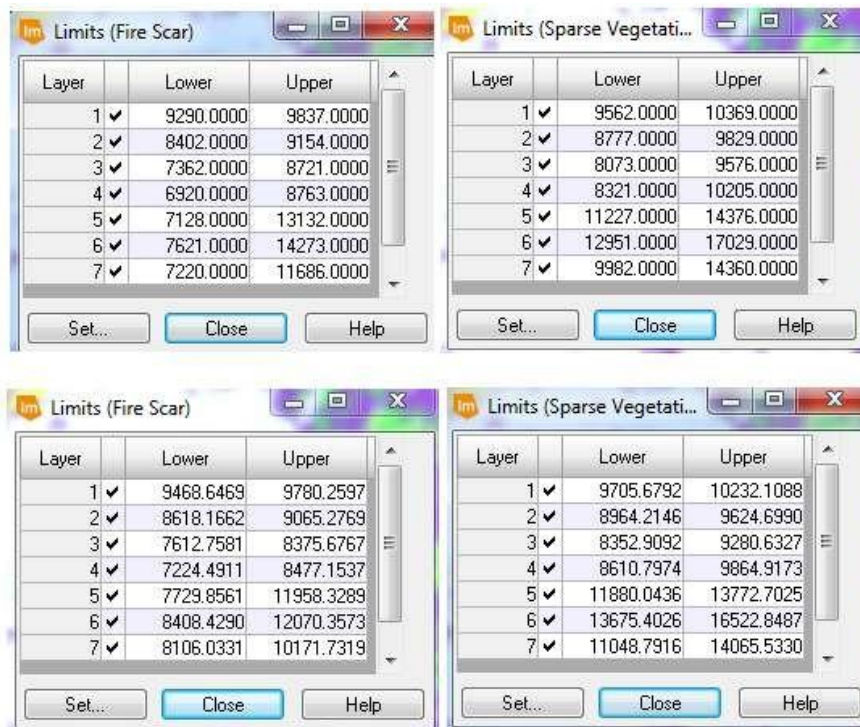 Im Limits (Fire Scar)
Layer Lower Upper
1 9290.0000 9837.0000
2 8402.0000 9154.0000
3 7362.0000 8721.0000
4 6920.0000 8763.0000
5 7128.0000 13132.0000
6 7621.0000 14273.0000
7 7220.0000 11686.0000
Set... Close Help
Im Limits (Sparse Vegetati...
Layer Lower Upper
1 9562.0000 10369.0000
2 8777.0000 9829.0000
3 8073.0000 9576.0000
4 8321.0000 10205.0000
5 11227.0000 14376.0000
6 12951.0000 17029.0000
7 9982.0000 14360.0000
Set... Close Help
Im Limits (Fire Scar)
Layer Lower Upper
1 9468.6469 9780.2597
2 8618.1662 9065.2769
3 7612.7581 8375.6767
4 7224.4911 8477.1537
5 7729.8561 11958.3289
6 8408.4290 12070.3573
7 8106.0331 10171.7319
Set... Close Help
Im Limits (Sparse Vegetati...
Layer Lower Upper
1 9705.6792 10232.1088
2 8964.2146 9624.6990
3 8352.9092 9280.6327
4 8610.7974 9864.9173
5 11880.0436 13772.7025
6 13675.4026 16522.8487
7 11048.7916 14065.5330
Set... Close Help